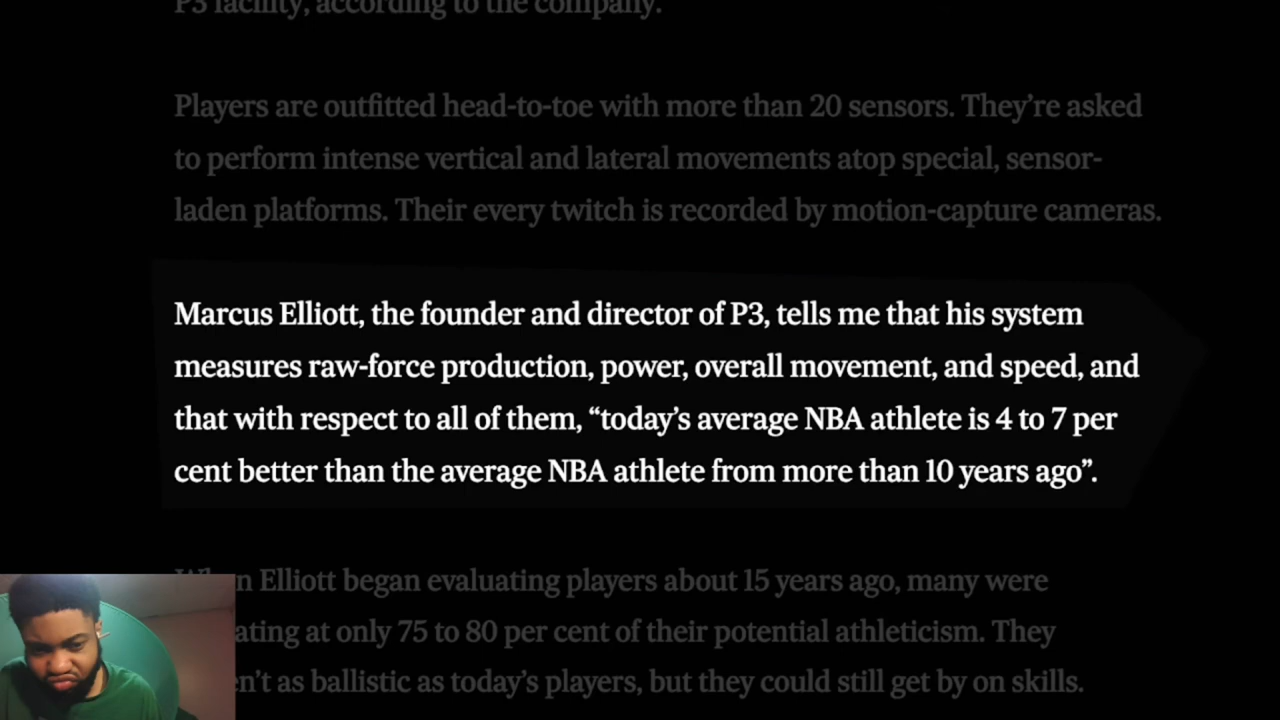 P3 facility, according to the company.
Players are outfitted head-to-toe with more than 20 sensors. They’re asked
to perform intense vertical and lateral movements atop special, sensor-
laden platforms. Their every twitch is recorded by motion-capture cameras.
Marcus Elliott, the founder and director of P3, tells me that his system
measures raw-force production, power, overall movement, and speed, and
that with respect to all of them, “today’s average NBA athlete is 4 to 7 per
cent better than the average NBA athlete from more than 10 years ago”.
When Elliott began evaluating players about 15 years ago, many were
at only 75 to 80 per cent of their potential athleticism. They
as ballistic as today’s players, but they could still get by on skills.